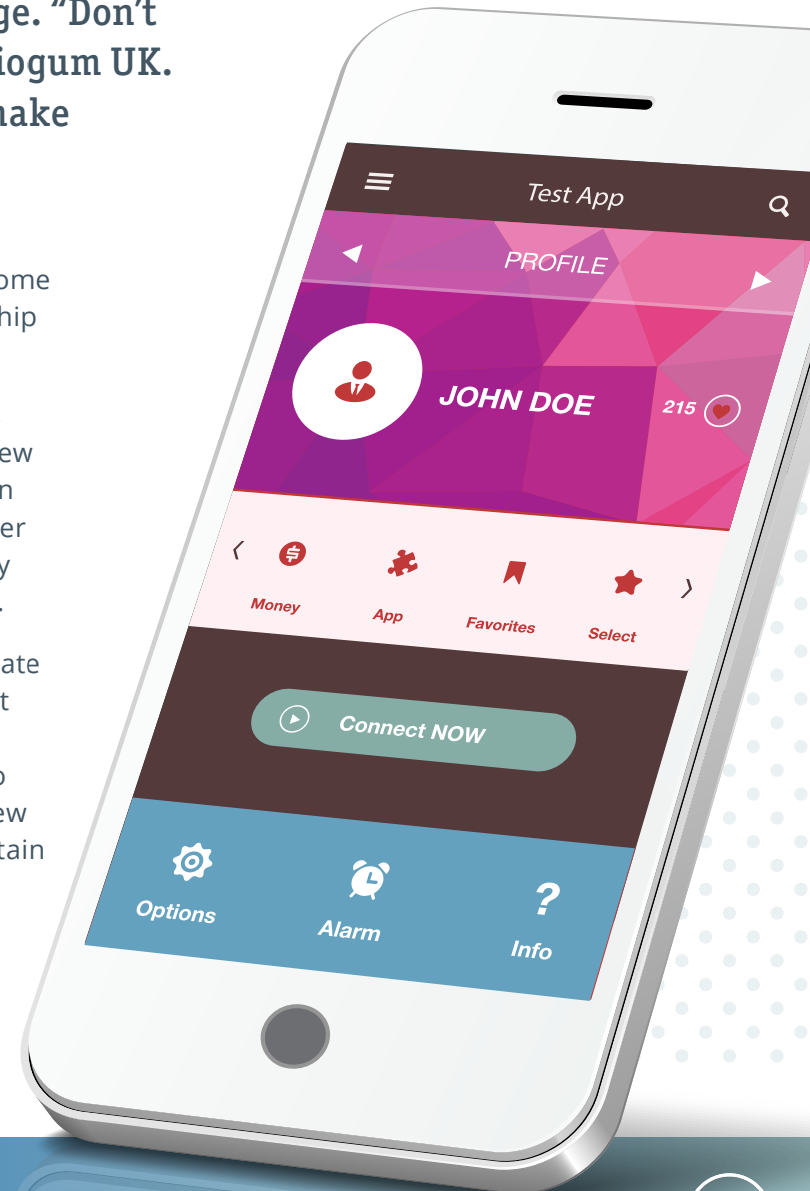 ge. “Don’t
iogum UK.
make
ome
hip
ew
n
er
y
.
ate
t
o
ew
tain
Test App
PROFILE
JOHN DOE
215
Money
App
Favorites
Select
Connect NOW
Options
Alarm
? Info